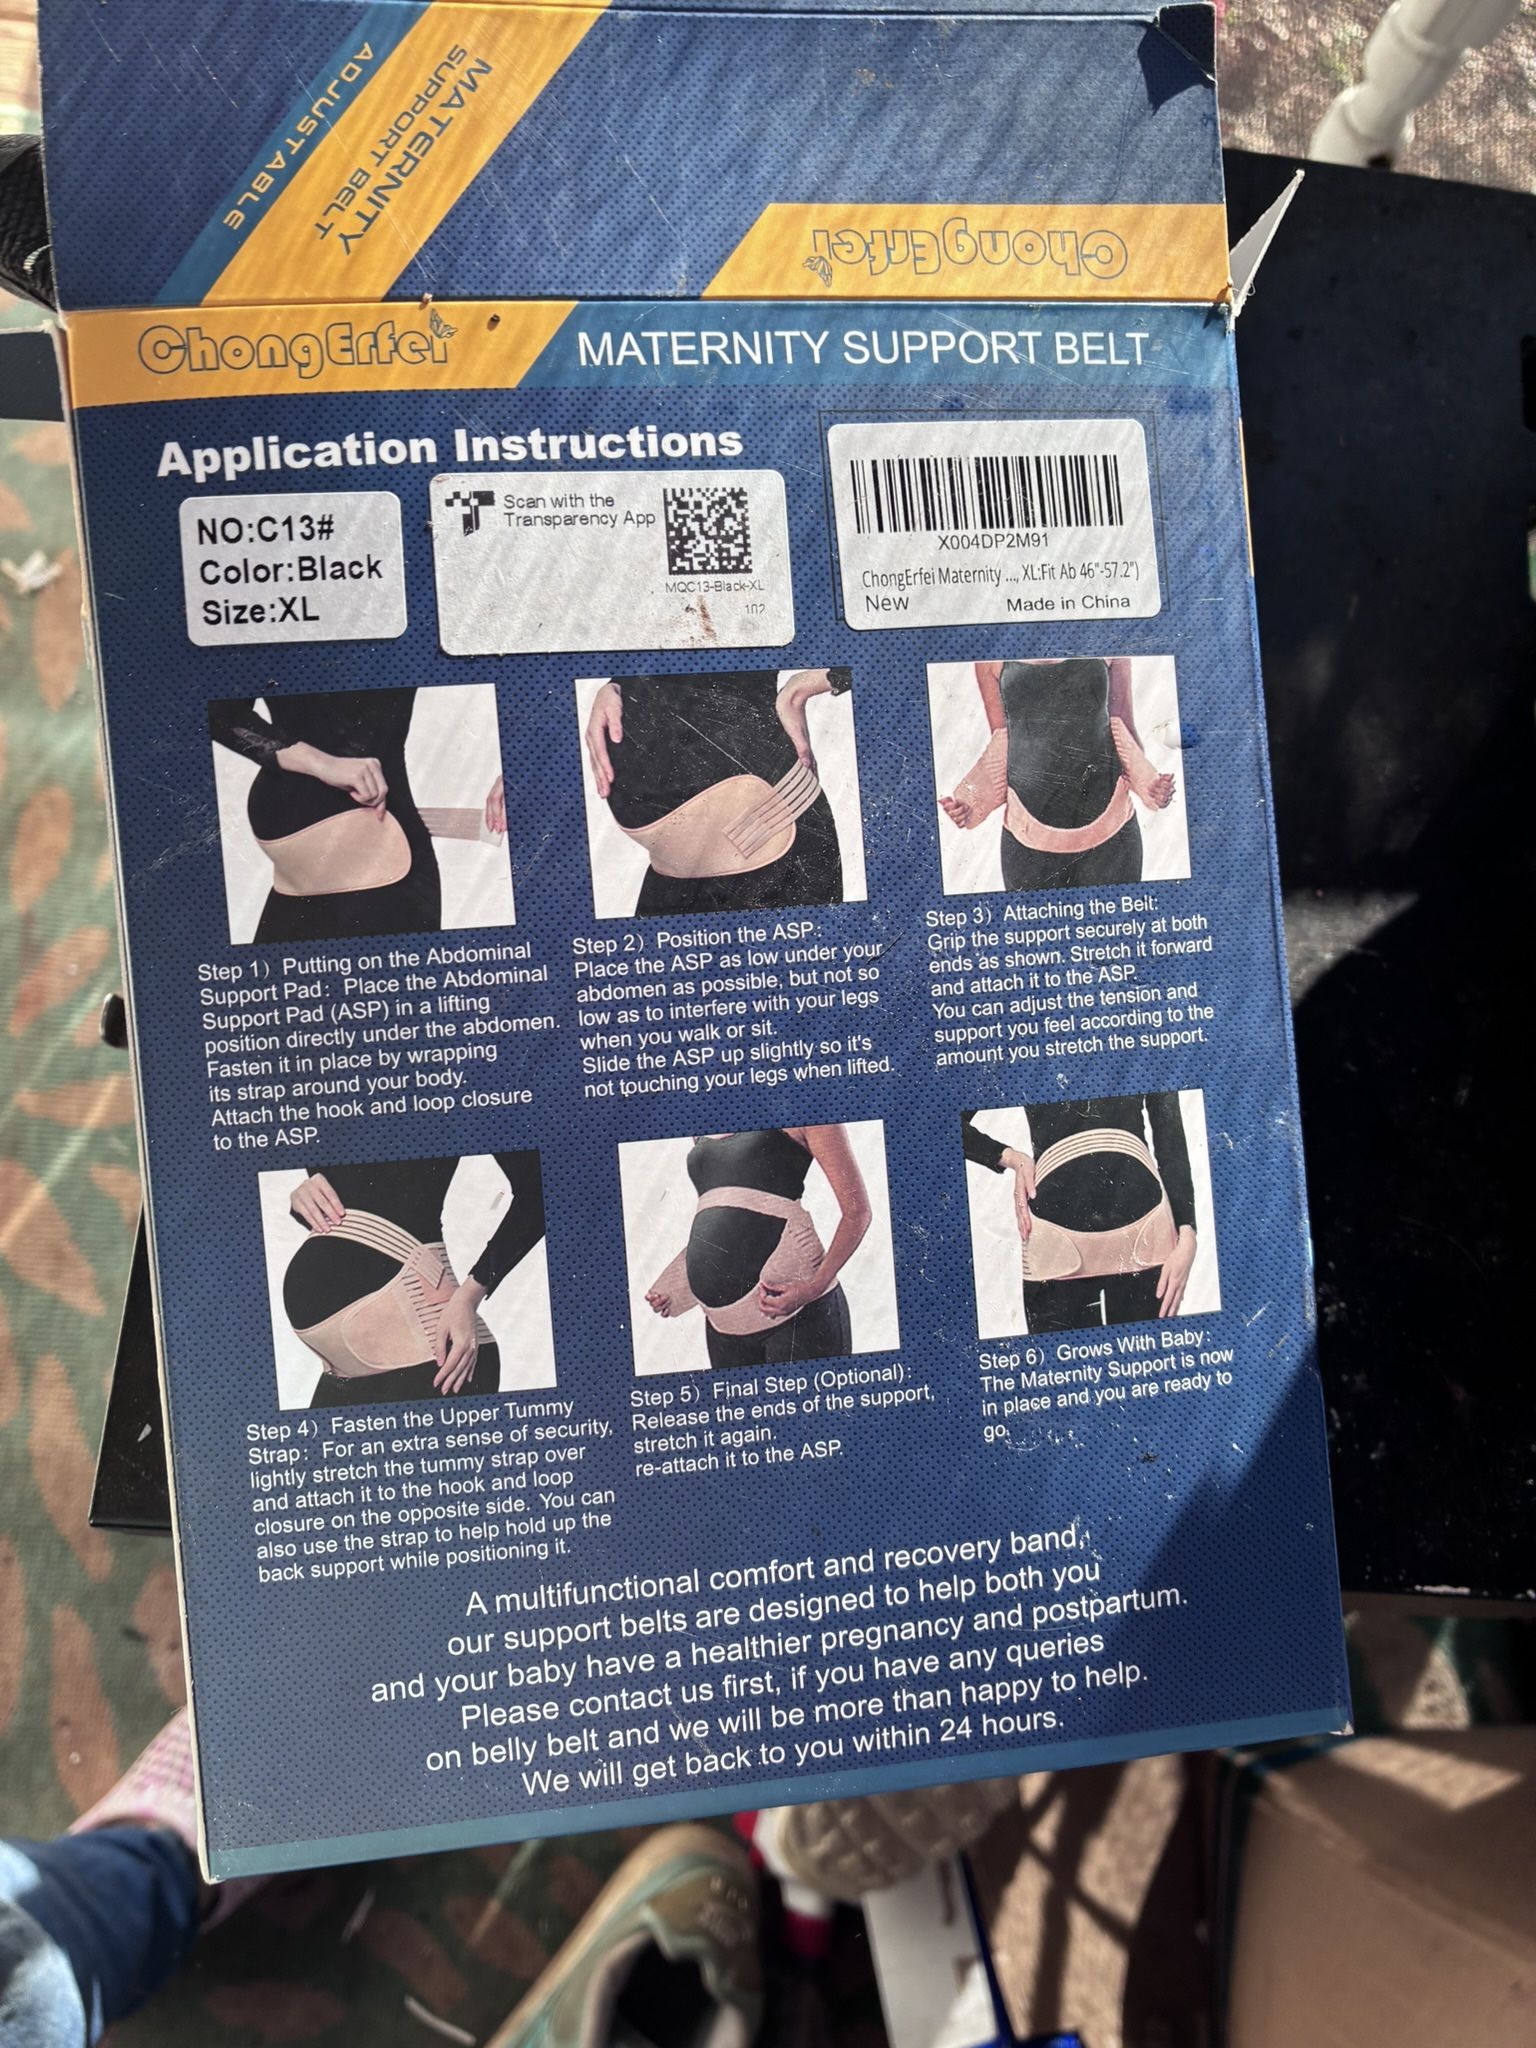 ADJUSTABLE
MATERNITY
SUPPORT BELT
ChongErfei
ChongErfei
MATERNITY SUPPORT BELT
Application Instructions
NO:C13#
Color:Black
Size:XL
Scan with the
Transparency App
MQC13-Black-XL
102
X004DP2M91
ChongErfei Maternity ..., XL:Fit Ab 46"-57.2")
New
Made in China
Step 1) Putting on the Abdominal
Support Pad: Place the Abdominal
Support Pad (ASP) in a lifting
position directly under the abdomen.
Fasten it in place by wrapping
its strap around your body.
Attach the hook and loop closure
to the ASP.
Step 2) Position the ASP.:
Place the ASP as low under your
abdomen as possible, but not so
low as to interfere with your legs
when you walk or sit.
Slide the ASP up slightly so it's
not touching your legs when lifted.
Step 3) Attaching the Belt:
Grip the support securely at both
ends as shown. Stretch it forward
and attach it to the ASP.
You can adjust the tension and
support you feel according to the
amount you stretch the support.
Step 4) Fasten the Upper Tummy
Strap: For an extra sense of security,
lightly stretch the tummy strap over
and attach it to the hook and loop
closure on the opposite side. You can
also use the strap to help hold up the
back support while positioning it.
Step 5) Final Step (Optional):
Release the ends of the support,
stretch it again.
re-attach it to the ASP.
Step 6) Grows With Baby:
The Maternity Support is now
in place and you are ready to
go.
A multifunctional comfort and recovery band,
our support belts are designed to help both you
and your baby have a healthier pregnancy and postpartum.
Please contact us first, if you have any queries
on belly belt and we will be more than happy to help.
We will get back to you within 24 hours.